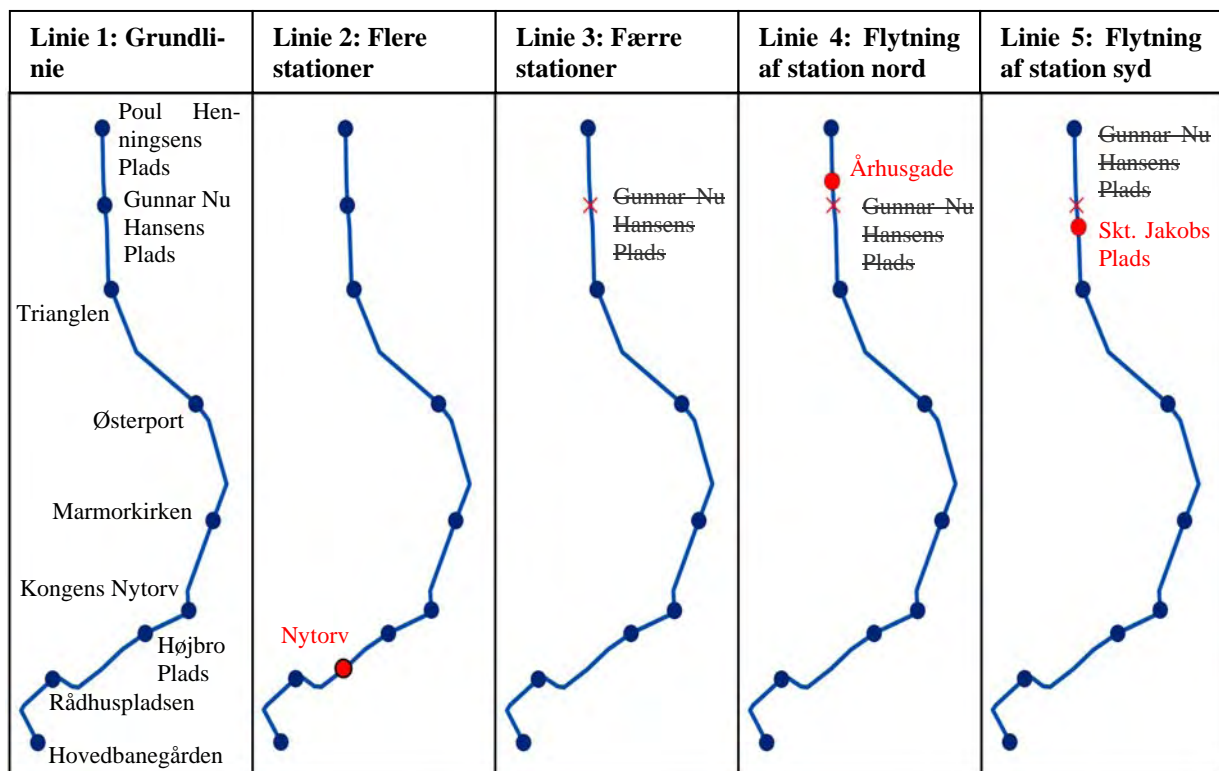 Linie 1: Grundli-
nie
Linie 2: Flere
stationer
Linie 3: Færre
stationer
Linie 4: Flytning
af station nord
Linie 5: Flytning
af station syd
Poul Hen-
ningsens
Plads
Gunnar Nu
Hansens
Plads
Trianglen
Østerport
Marmorkirken
Kongens Nytorv
Højbro
Plads
Rådhuspladsen
Hovedbanegården
Nytorv
Gunnar Nu
Hansens
Plads
Århusgade
Gunnar Nu
Hansens
Plads
Gunnar Nu
Hansens
Plads
Skt. Jakobs
Plads